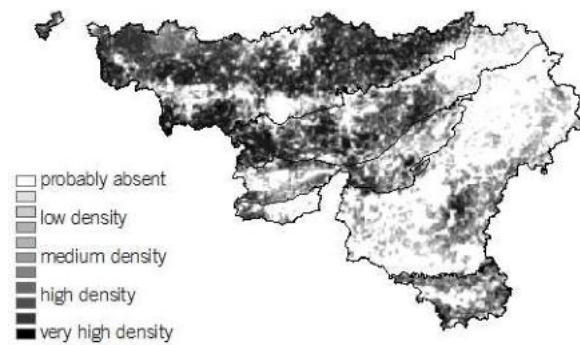 probably absent
low density
medium density
high density
very high density